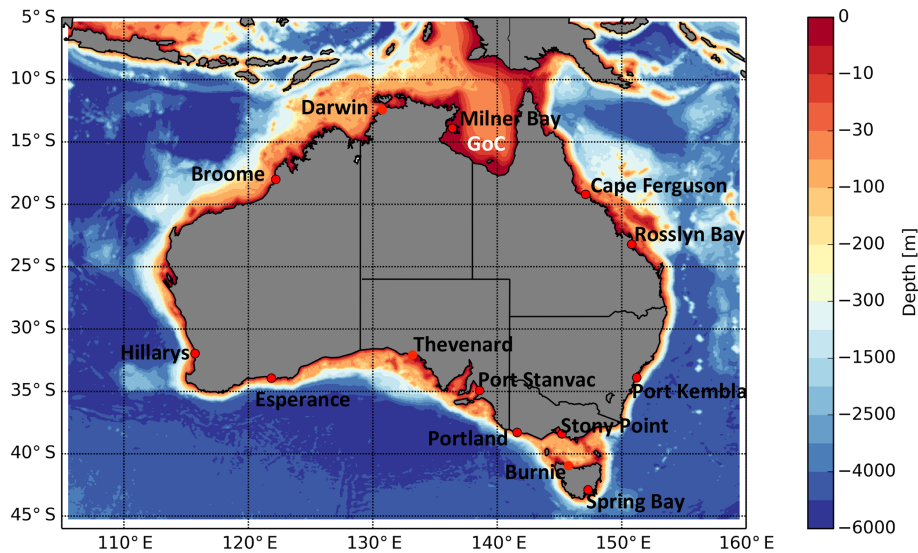 5° S
10° S
15° S
20° S
25° S
30° S
35° S
40° S
45° S
110° E
120° E
130° E
140° E
150° E
160° E
Darwin
Milner Bay
GoC
Broome
Cape Ferguson
Rosslyn Bay
Hillarys
Thevenard
Port Stanvac
Esperance
Port Kembla
Portland
Stony Point
Burnie
Spring Bay
0
−10
−30
−100
−200
−300
−1500
−2500
−4000
−6000
Depth [m]